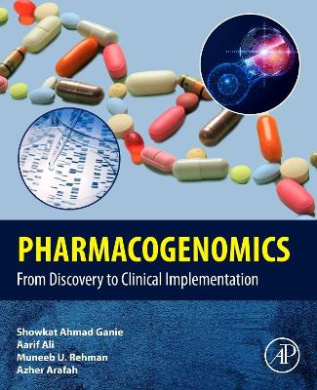 PHARMACOGENOMICS
From Discovery to Clinical Implementation
Showkat Ahmad Ganie
Aarif Ali
Muneeb U. Rehman
Azher Arafah
AP